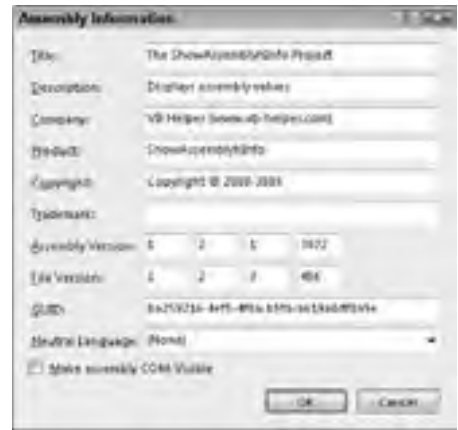 Assembly Information
Title: The ShowAssemblyInfo Project
Description: Displays assembly values
Company: VB Helper (www.vb-helper.com)
Product: ShowAssemblyInfo
Copyright: Copyright ©
Trademark:
Assembly Version:
File Version:
GUID:
Neutral Language: (None)
Make assembly COM-Visible
OK Cancel